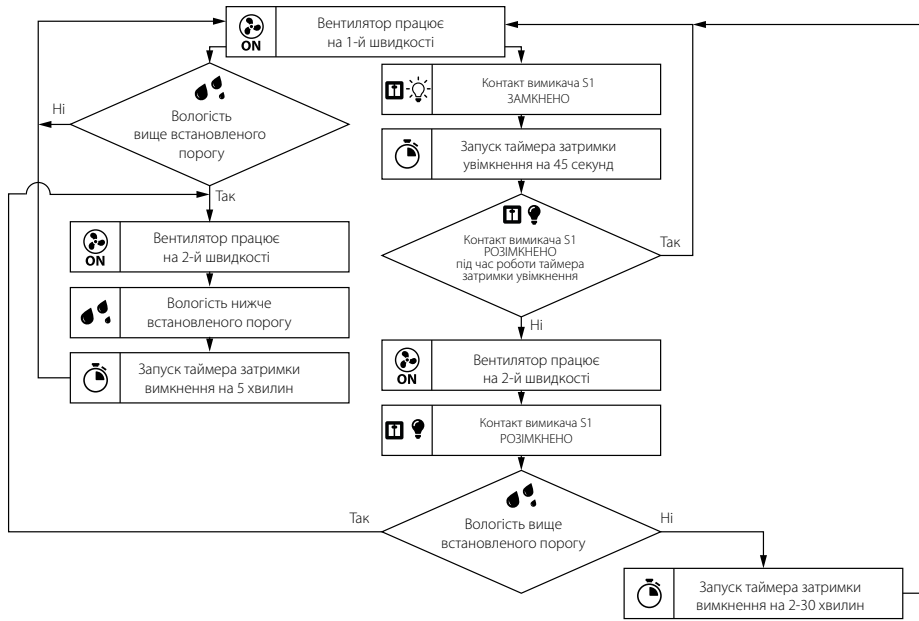 ON
Вентилятор працює
на 1-й швидкості
Ні
Вологість
вище встановленого
порогу
Так
ON
Вентилятор працює
на 2-й швидкості
Вологість нижче
встановленого порогу
Запуск таймера затримки
вимкнення на 5 хвилин
Контакт вимикача S1
ЗАМКНЕНО
Запуск таймера затримки
увімкнення на 45 секунд
Контакт вимикача S1
РОЗІМКНЕНО
під час роботи таймера
затримки увімкнення
Так
Ні
ON
Вентилятор працює
на 2-й швидкості
Контакт вимикача S1
РОЗІМКНЕНО
Так
Вологість вище
встановленого порогу
Ні
Запуск таймера затримки
вимкнення на 2-30 хвилин